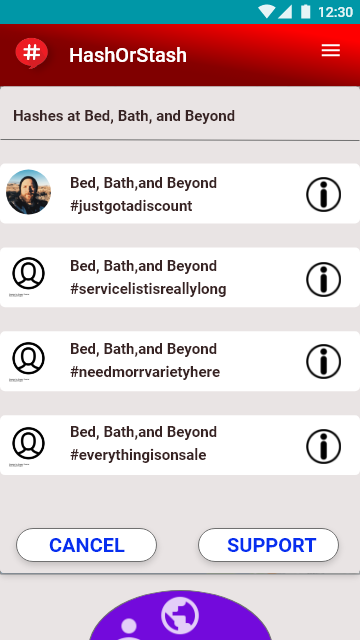 12:30
# HashOrStash
Hashes at Bed, Bath, and Beyond
Bed, Bath,and Beyond
#justgotadiscount
Bed, Bath,and Beyond
#servicelistisreallylong
Bed, Bath,and Beyond
#needmorrvarietyhere
Bed, Bath,and Beyond
#everythingisonsale
CANCEL SUPPORT